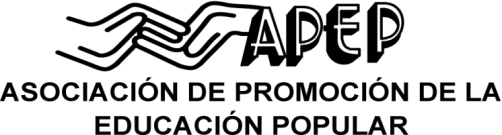 APEP
ASOCIACIÓN DE PROMOCIÓN DE LA
EDUCACIÓN POPULAR